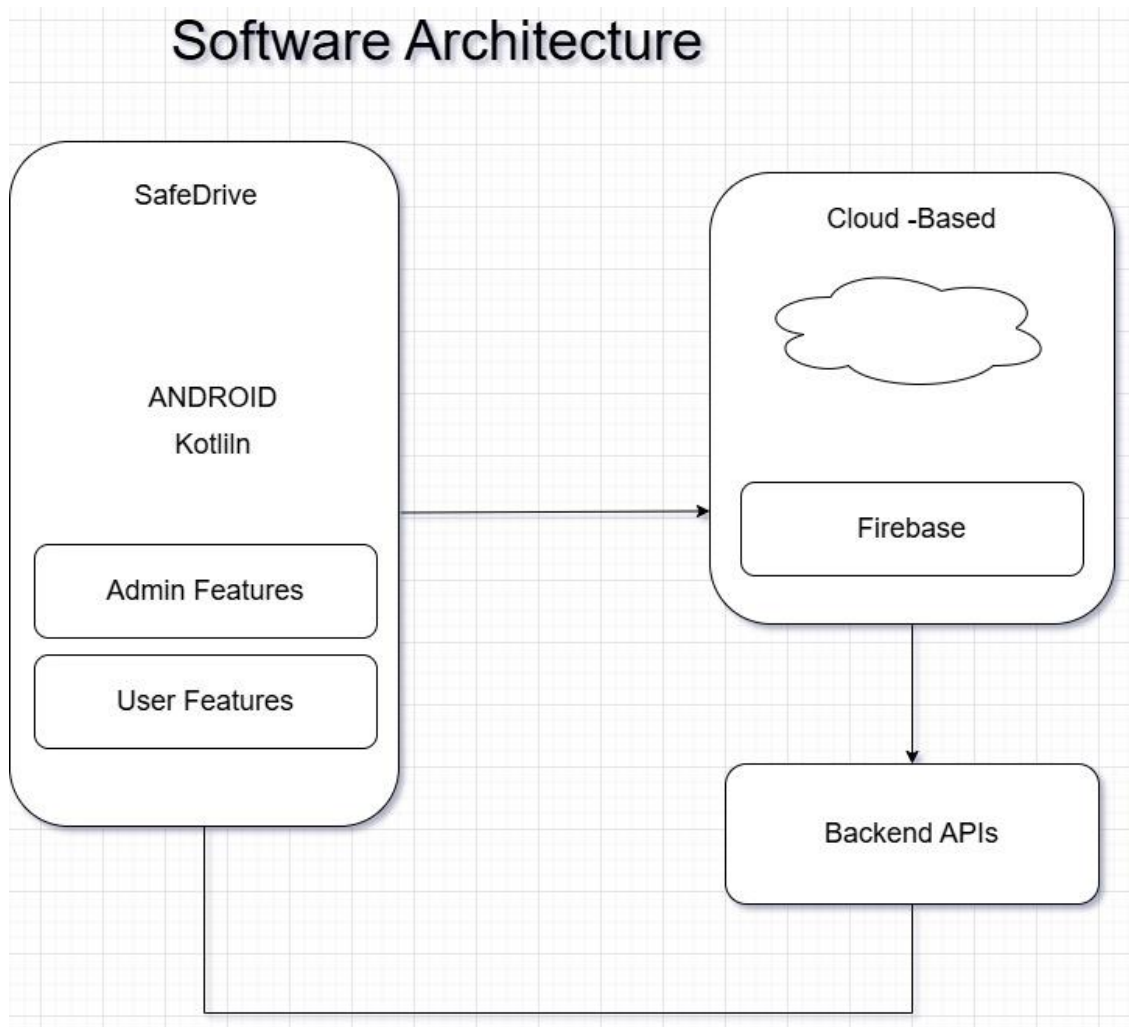 Software Architecture
SafeDrive
ANDROID
Kotliln
Admin Features
User Features
Cloud -Based
Firebase
Backend APIs